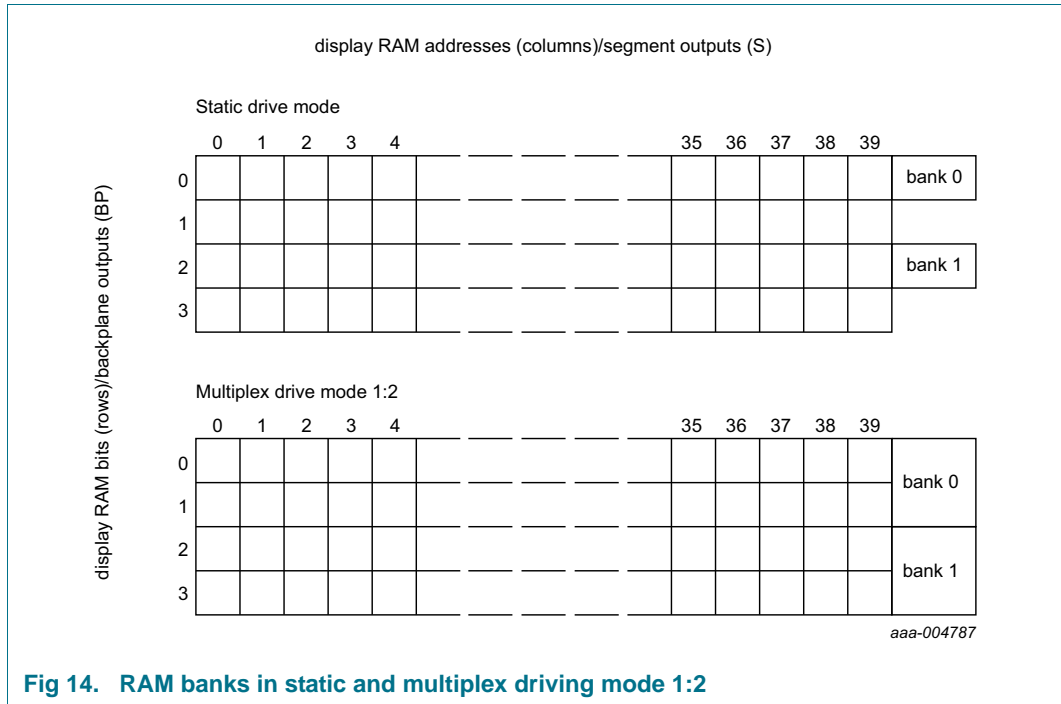 display RAM addresses (columns)/segment outputs (S)
display RAM bits (rows)/backplane outputs (BP)
Static drive mode
0 1 2 3 4 35 36 37 38 39
0 bank 0
1
2 bank 1
3
Multiplex drive mode 1:2
0 1 2 3 4 35 36 37 38 39
0
bank 0
1
2
bank 1
3
aaa-004787
Fig 14. RAM banks in static and multiplex driving mode 1:2